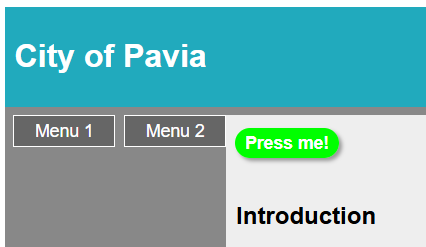 City of Pavia
Menu 1 Menu 2
Press me!
Introduction